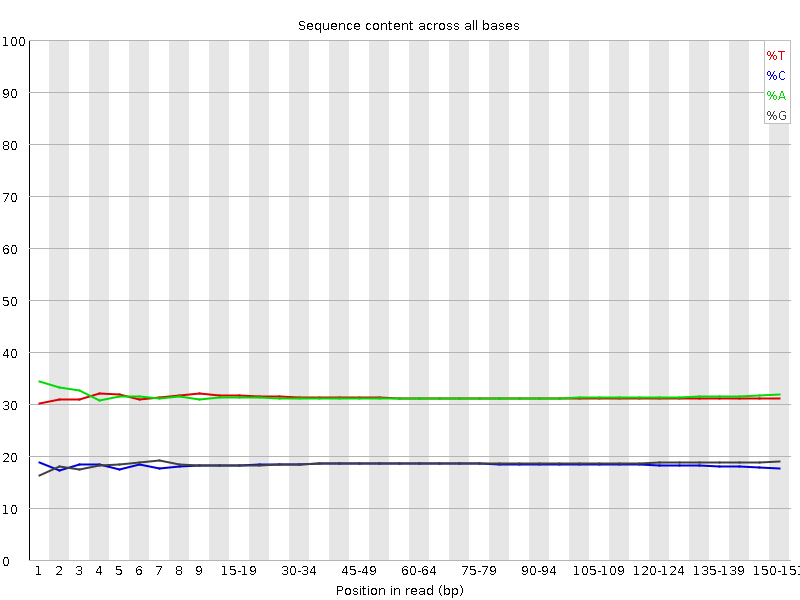 Sequence content across all bases
100
90
80
70
60
50
40
30
20
10
0
%T
%C
%A
%G
1 2 3 4 5 6 7 8 9 15-19 30-34 45-49 60-64 75-79 90-94 105-109 120-124 135-139 150-151
Position in read (bp)